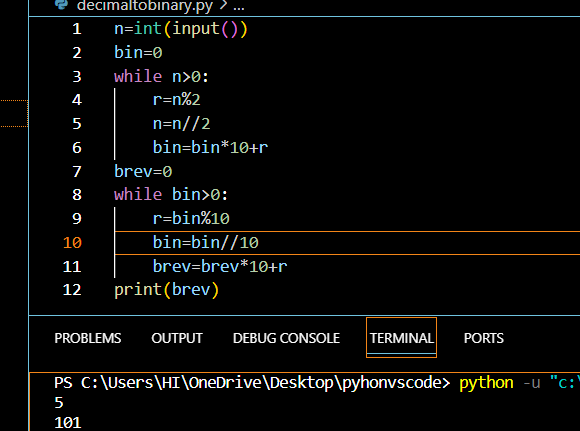 decimaltobinary.py > ...
1 n=int(input())
2 bin=0
3 while n>0:
4 r=n%2
5 n=n//2
6 bin=bin*10+r
7 brev=0
8 while bin>0:
9 r=bin%10
10 bin=bin//10
11 brev=brev*10+r
12 print(brev)
PROBLEMS OUTPUT DEBUG CONSOLE TERMINAL PORTS
PS C:\Users\HI\OneDrive\Desktop\pyhonvscode> python -u "c:\
5
101